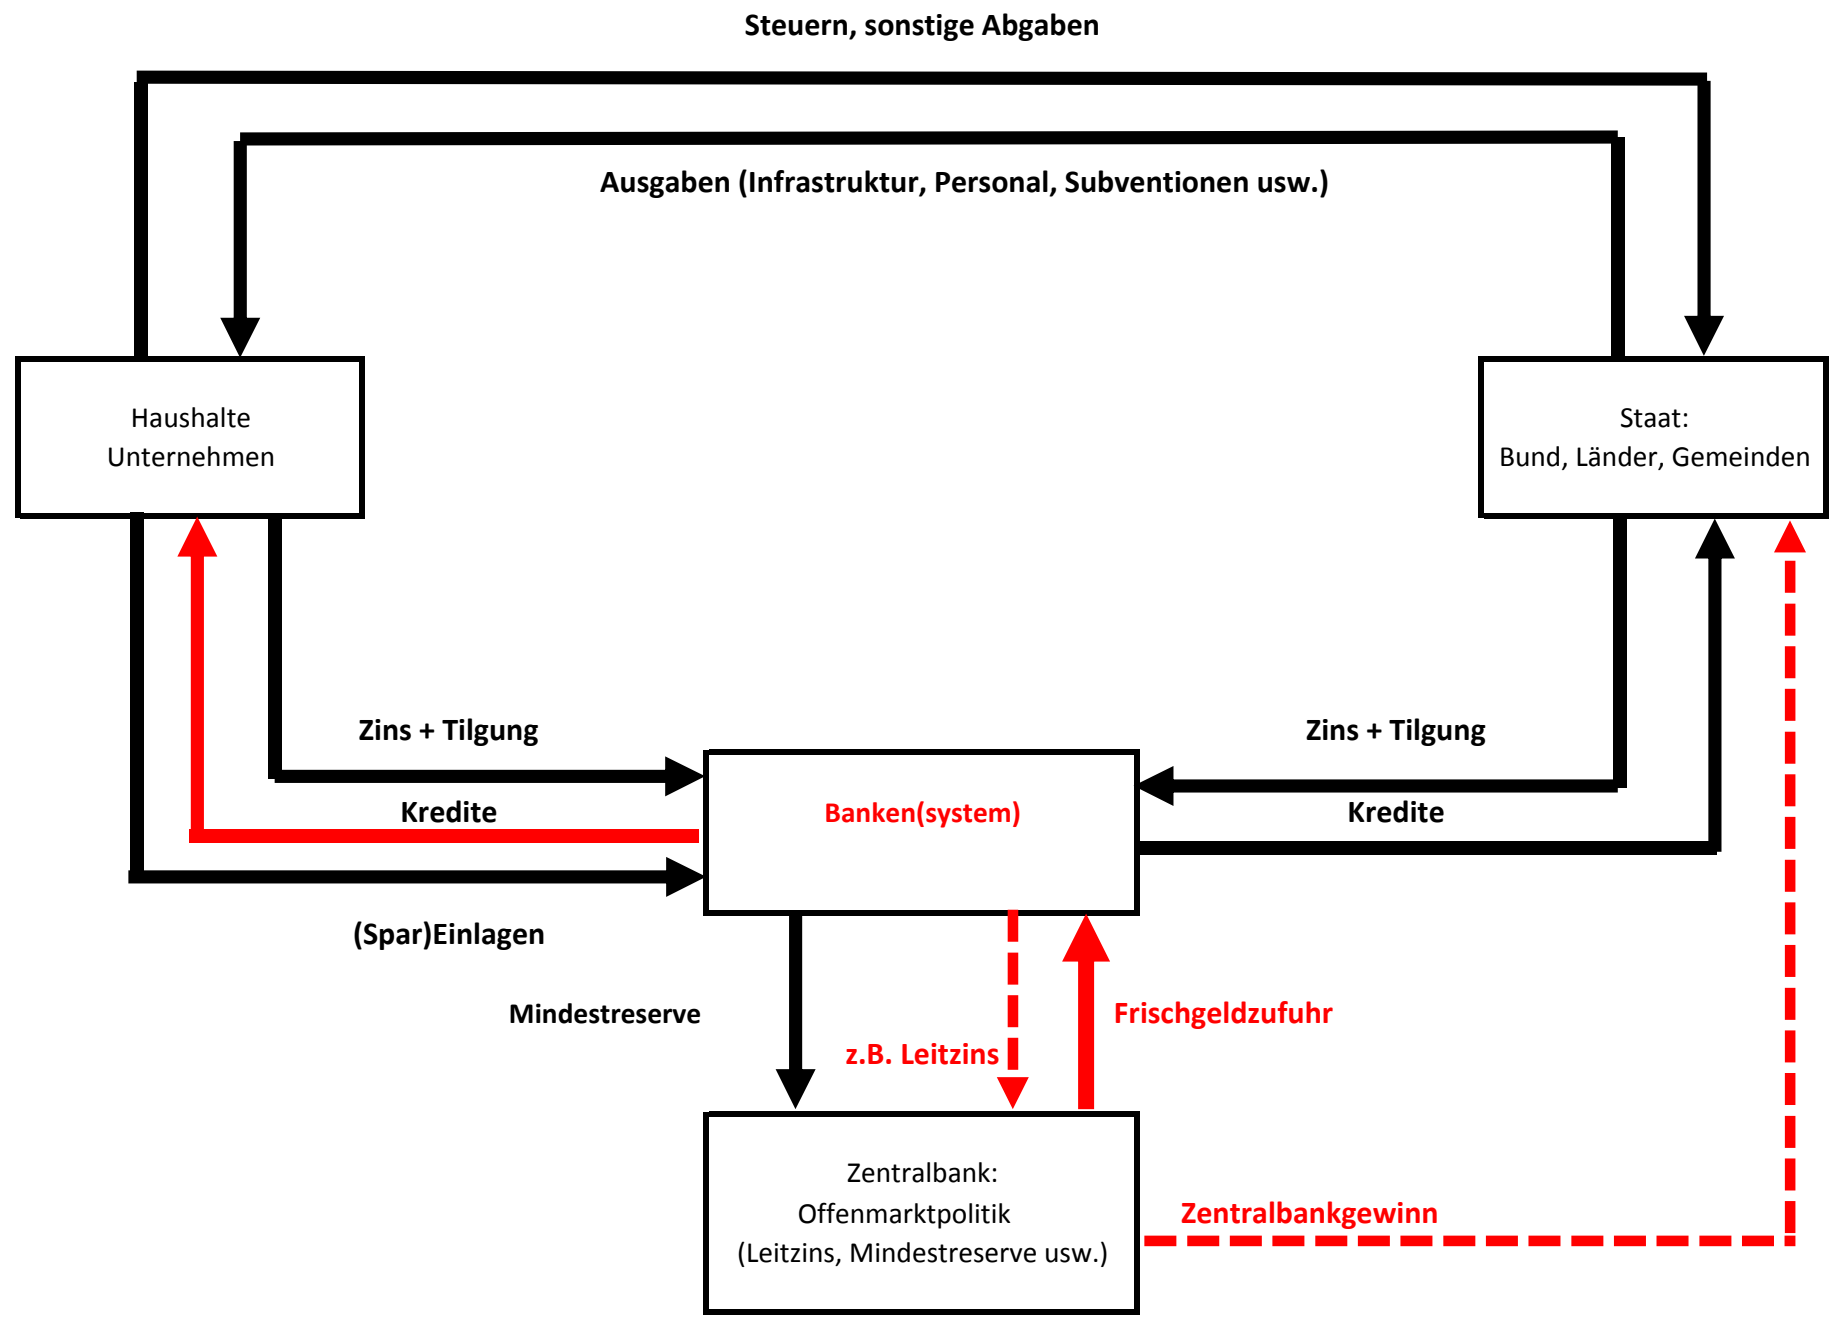 Steuern, sonstige Abgaben
Ausgaben (Infrastruktur, Personal, Subventionen usw.)
Haushalte
Unternehmen
Staat:
Bund, Länder, Gemeinden
Zins + Tilgung
Zins + Tilgung
Kredite
Banken(system)
Kredite
(Spar)Einlagen
Mindestreserve
Frischgeldzufuhr
z.B. Leitzins
Zentralbank:
Offenmarktpolitik
(Leitzins, Mindestreserve usw.)
Zentralbankgewinn